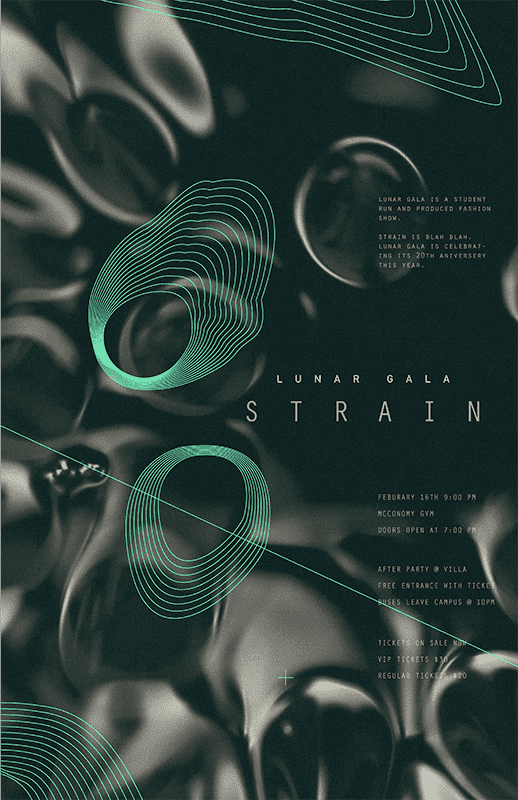 LUNAR GALA IS A STUDENT
RUN AND PRODUCED FASHION
SHOW.
STRAIN IS BLAH BLAH.
LUNAR GALA IS CELEBRAT-
ING ITS 20TH ANIVERSERY
THIS YEAR.
LUNAR GALA
STRAIN
FEBURARY 16TH 9:00 PM
MCCONOMY GYM
DOORS OPEN AT 7:00 PM
AFTER PARTY @ VILLA
FREE ENTRANCE WITH TICKET
BUSES LEAVE CAMPUS @ 10PM
TICKETS ON SALE NOW
VIP TICKETS $30
REGULAR TICKETS $20